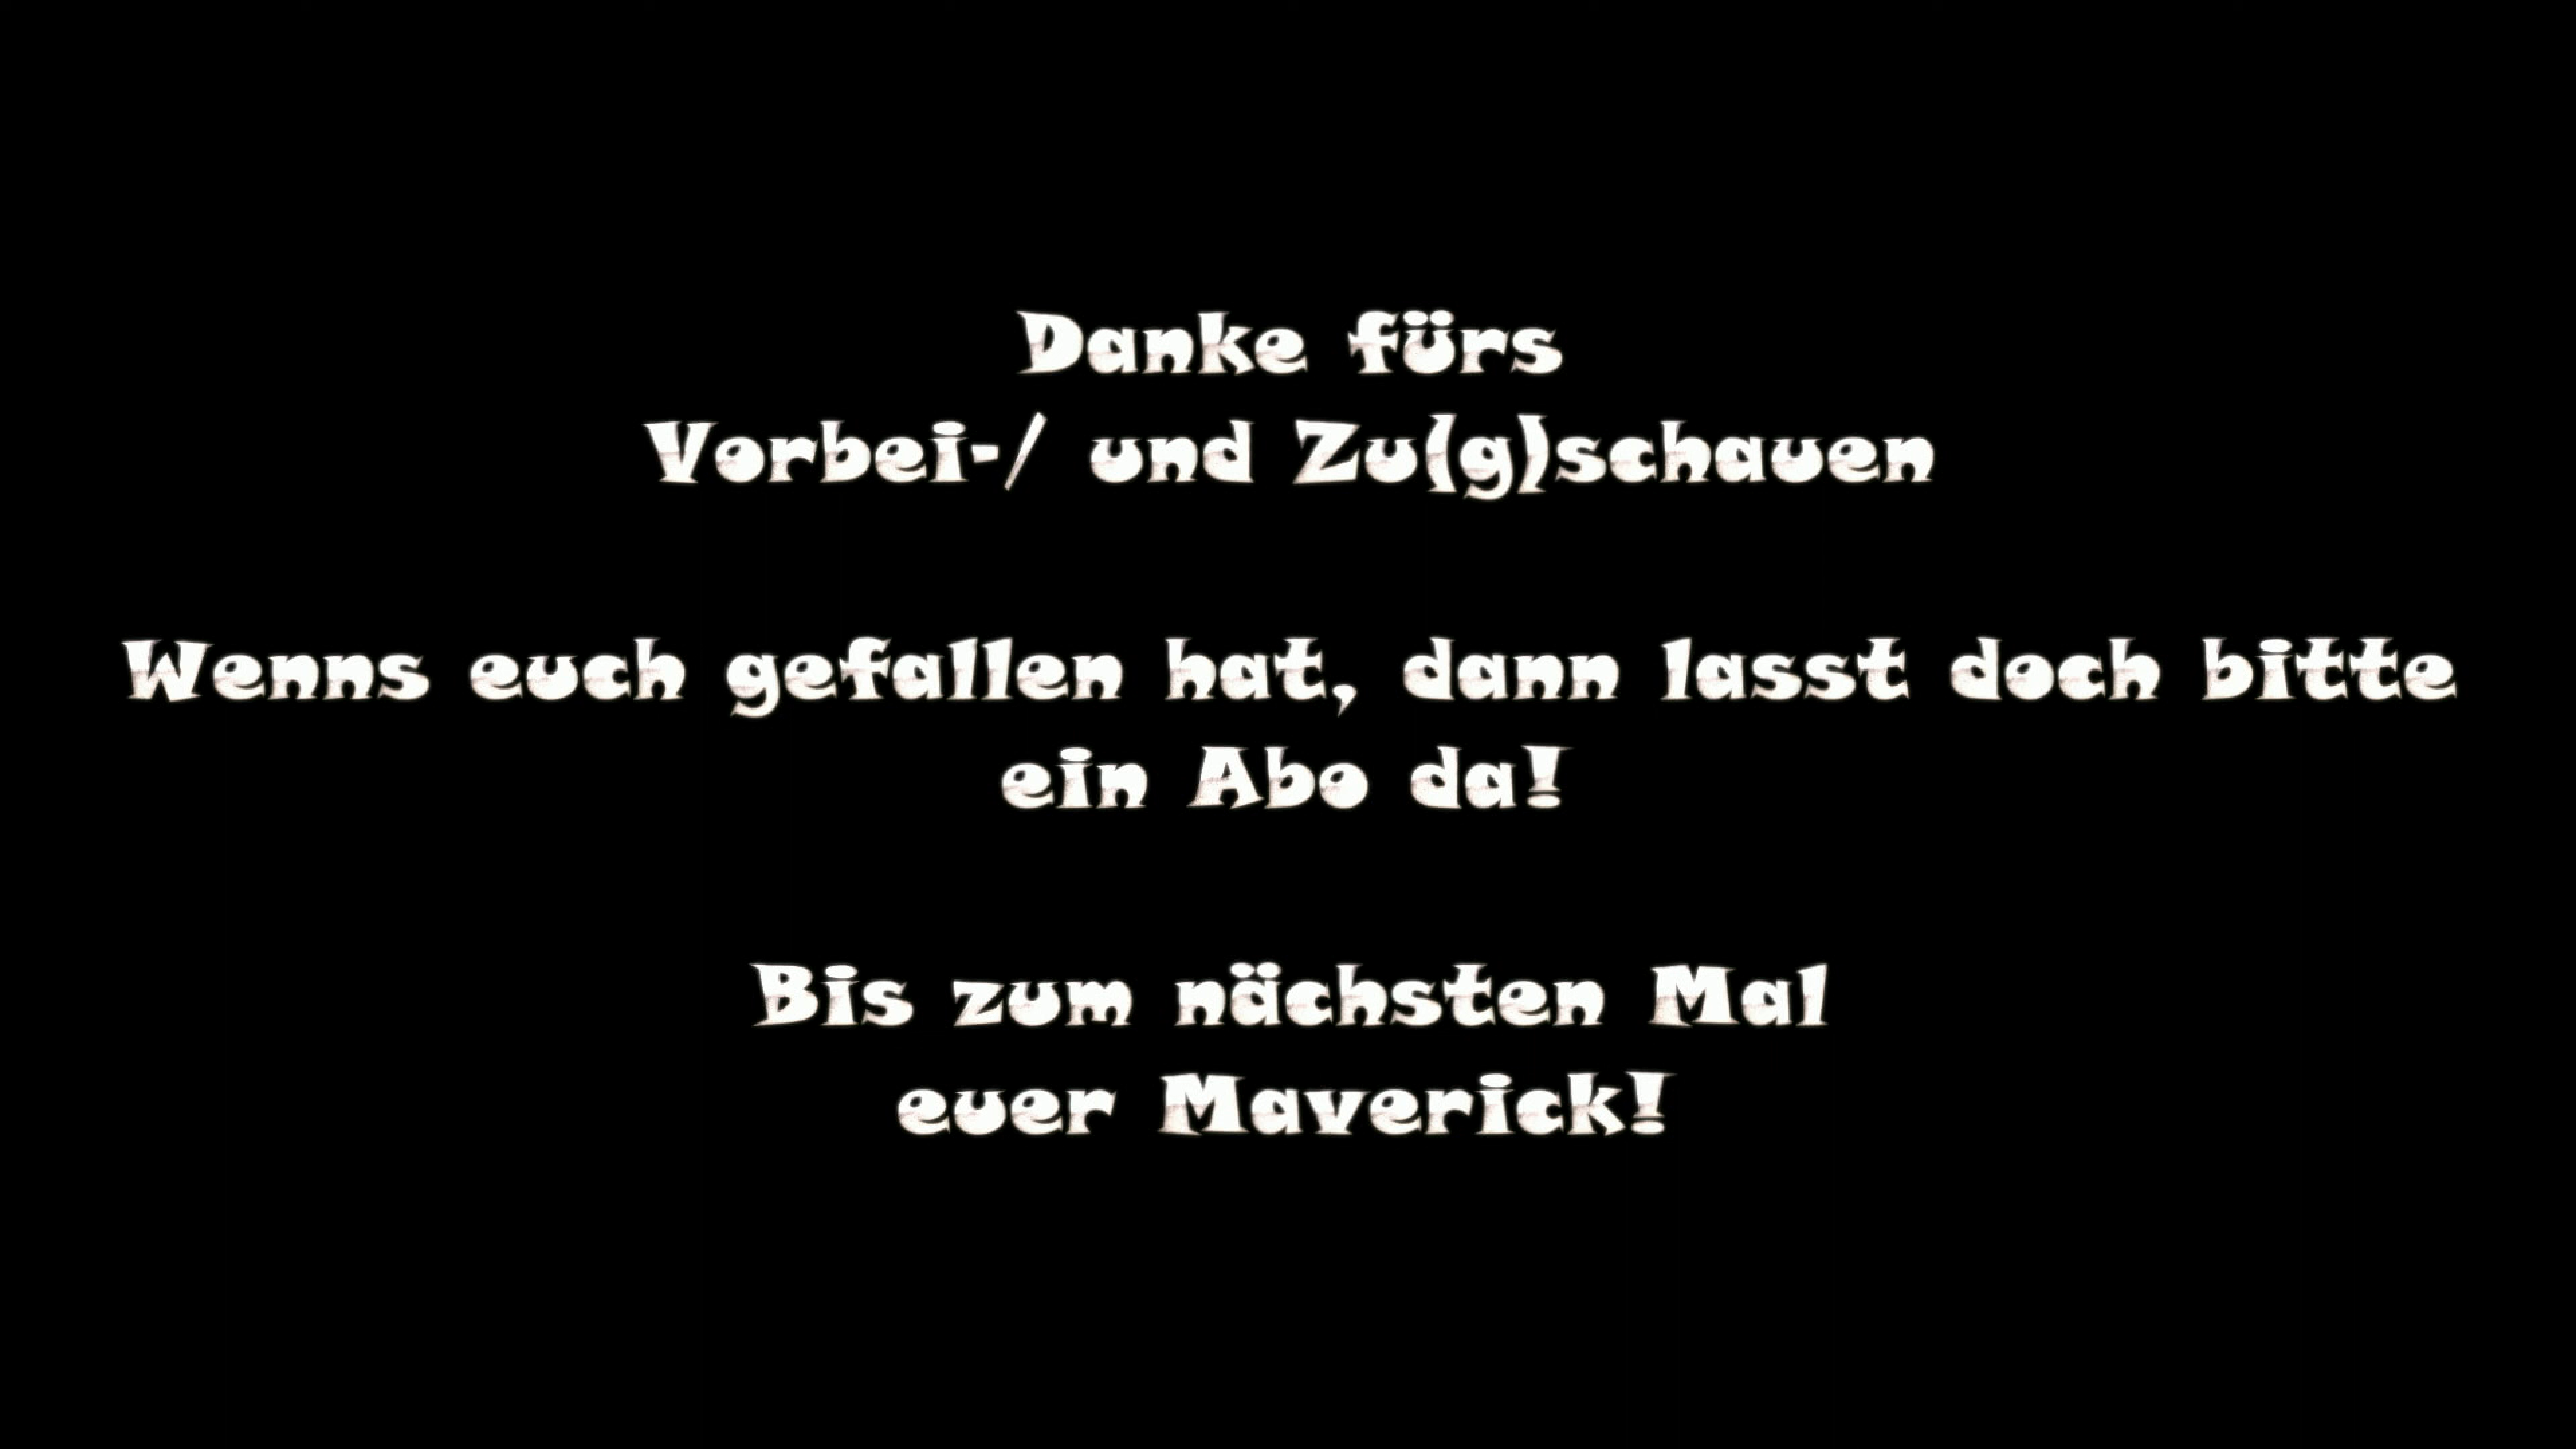 Danke fürs
Vorbei-/ und Zu(g)schauen
Wenns euch gefallen hat, dann lasst doch bitte
ein Abo da!
Bis zum nächsten Mal
euer Maverick!